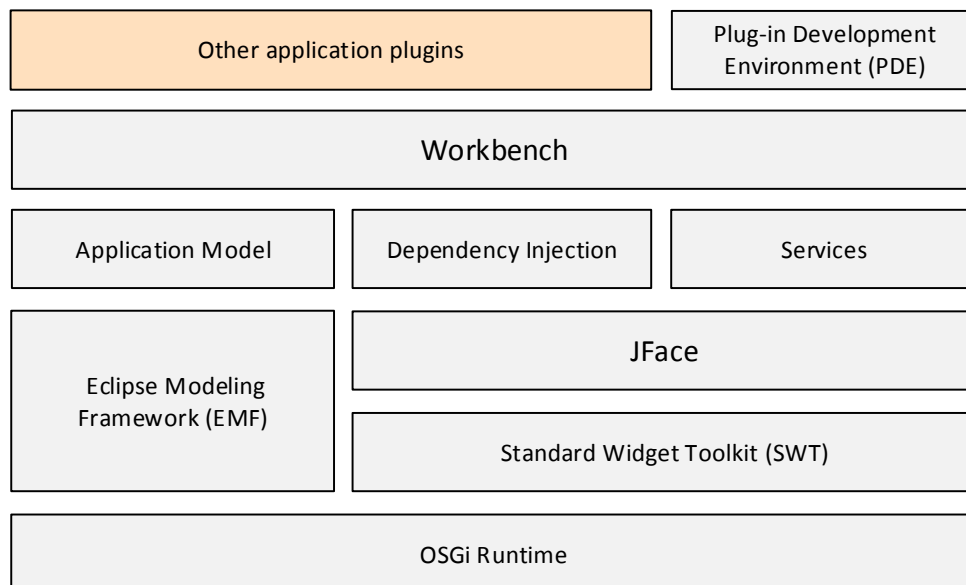 Other application plugins
Plug-in Development
Environment (PDE)
Workbench
Application Model
Dependency Injection
Services
Eclipse Modeling
Framework (EMF)
JFace
Standard Widget Toolkit (SWT)
OSGi Runtime